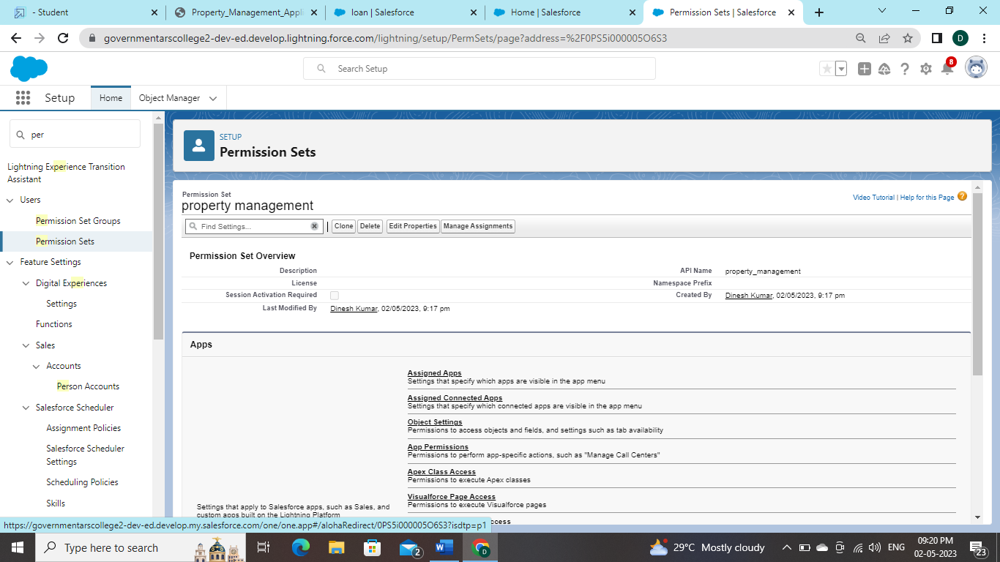 - Student
Property_Management_Appli
loan | Salesforce
Home | Salesforce
Permission Sets | Salesforce
governmentarscollege2-dev-ed.develop.lightning.force.com/lightning/setup/PermSets/page?address=%2F0PS5i000005O6S3
D
Search Setup
8
Setup
Home
Object Manager
per
Lightning Experience Transition
Assistant
Users
Permission Set Groups
Permission Sets
Feature Settings
Digital Experiences
Settings
Functions
Sales
Accounts
Person Accounts
Salesforce Scheduler
Assignment Policies
Salesforce Scheduler
Settings
Scheduling Policies
Skills
SETUP
Permission Sets
Permission Set
property management
Video Tutorial | Help for this Page
Find Settings...
Clone
Delete
Edit Properties
Manage Assignments
Permission Set Overview
Description
API Name property_management
License
Namespace Prefix
Session Activation Required
Created By Dinesh Kumar, 02/05/2023, 9:17 pm
Last Modified By Dinesh Kumar, 02/05/2023, 9:17 pm
Apps
Settings that apply to Salesforce apps, such as Sales, and
custom apps built on the Lightning Platform
Assigned Apps
Settings that specify which apps are visible in the app menu
Assigned Connected Apps
Settings that specify which connected apps are visible in the app menu
Object Settings
Permissions to access objects and fields, and settings such as tab availability
App Permissions
Permissions to perform app-specific actions, such as "Manage Call Centers"
Apex Class Access
Permissions to execute Apex classes
Visualforce Page Access
Permissions to execute Visualforce pages
https://governmentarscollege2-dev-ed.develop.my.salesforce.com/one/one.app#/alohaRedirect/0PS5i000005O6S3?isdtp=p1
Type here to search
2
D
29°C Mostly cloudy
ENG
09:20 PM
02-05-2023
23